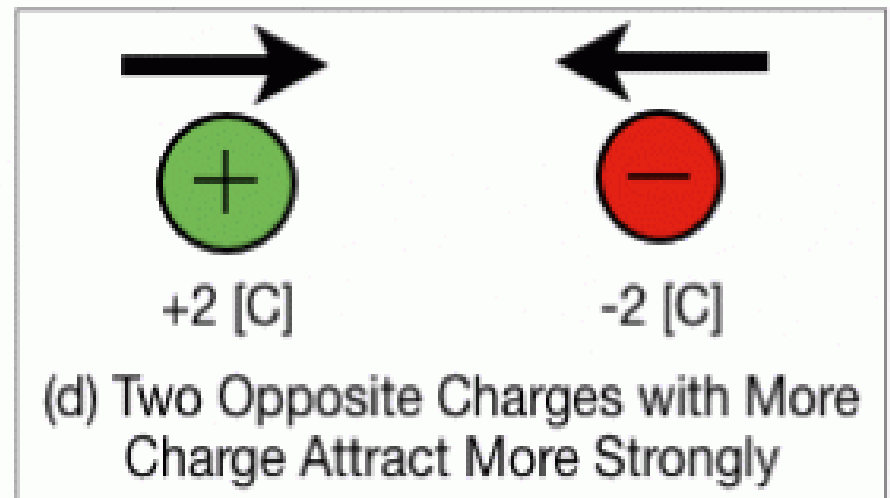 + −
+2 [C] -2 [C]
(d) Two Opposite Charges with More
Charge Attract More Strongly